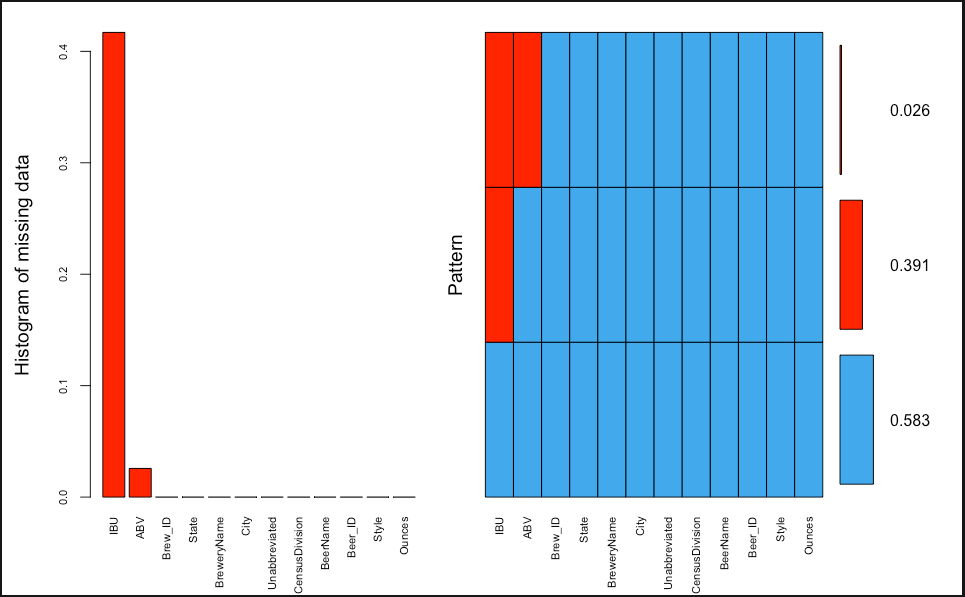 Histogram of missing data
0.4
0.3
0.2
0.1
0.0
IBU
ABV
Brew_ID
State
BreweryName
City
Unabbreviated
CensusDivision
BeerName
Beer_ID
Style
Ounces
Pattern
IBU
ABV
Brew_ID
State
BreweryName
City
Unabbreviated
CensusDivision
BeerName
Beer_ID
Style
Ounces
0.026
0.391
0.583